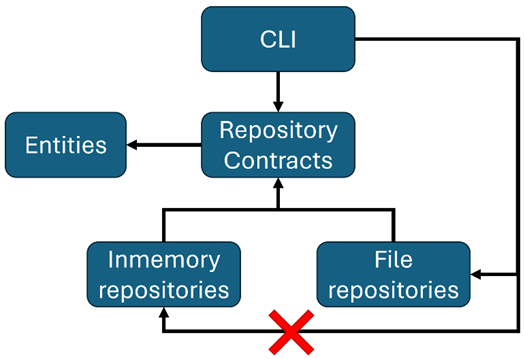 CLI
Repository
Contracts
Entities
Inmemory
repositories
File
repositories